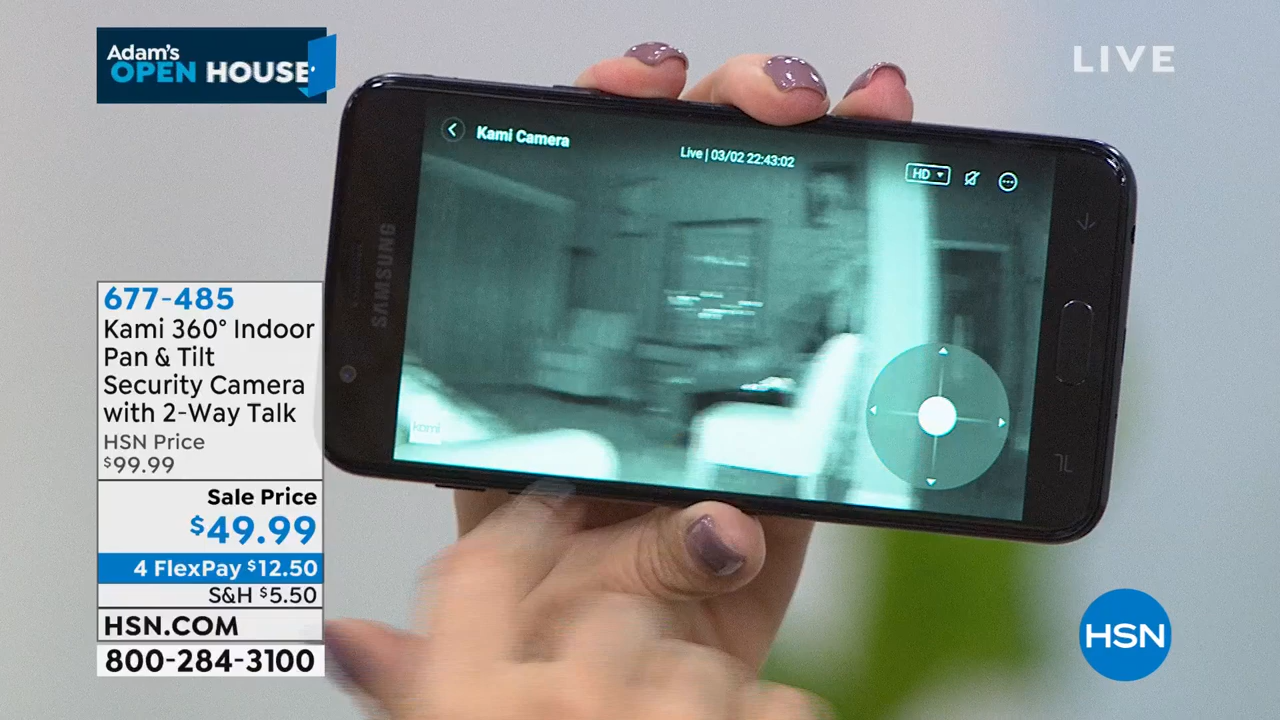 Adam's
OPEN HOUSE
LIVE
Kami Camera
Live | 03/02 22:43:02
HD
SAMSUNG
kami
677-485
Kami 360° Indoor
Pan & Tilt
Security Camera
with 2-Way Talk
HSN Price
$99.99
Sale Price
$49.99
4 FlexPay $12.50
S&H $5.50
HSN.COM
800-284-3100
HSN